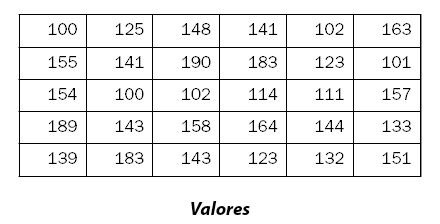 100 125 148 141 102 163
155 141 190 183 123 101
154 100 102 114 111 157
189 143 158 164 144 133
139 183 143 123 132 151
Valores